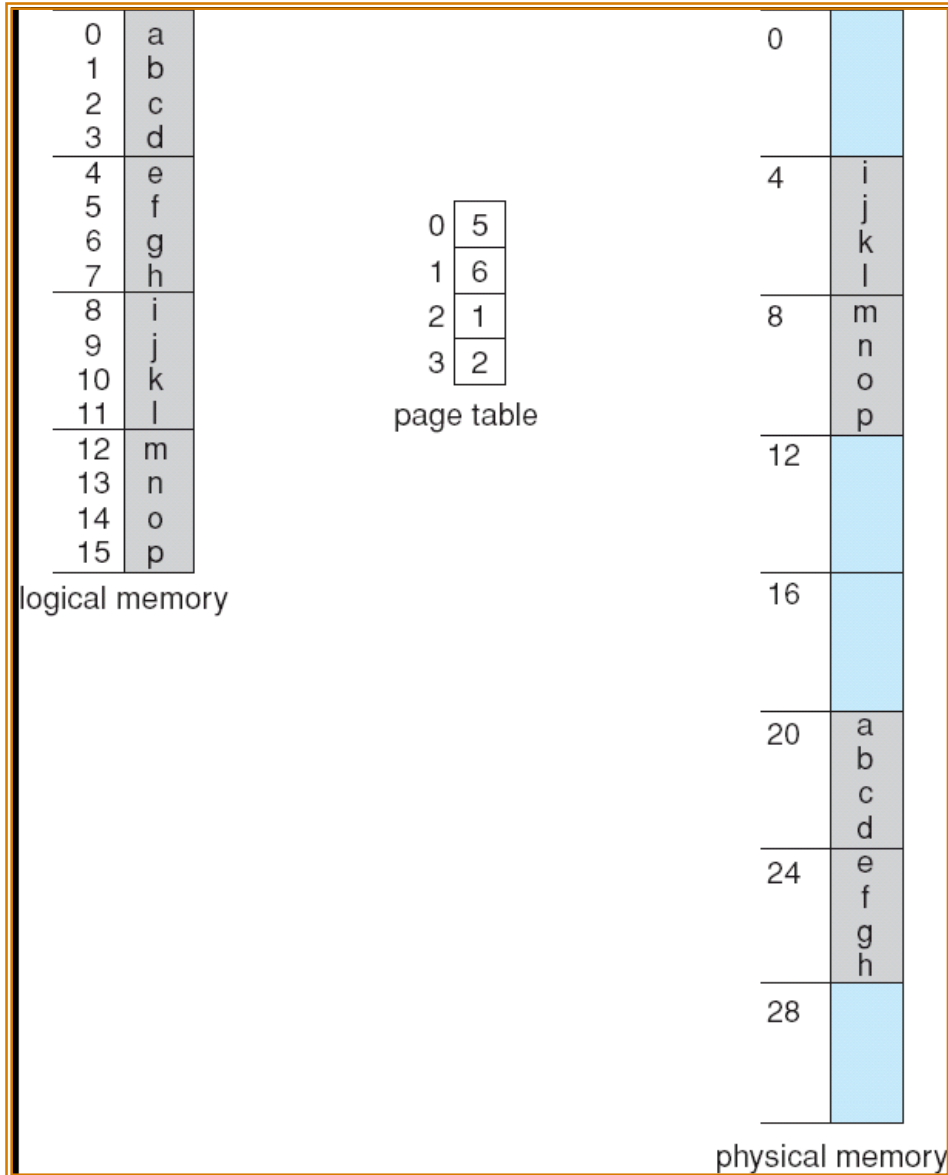 0 a
1 b
2 c
3 d
4 e
5 f
6 g
7 h
8 i
9 j
10 k
11 l
12 m
13 n
14 o
15 p
logical memory
0 5
1 6
2 1
3 2
page table
0
4 i
j
k
l
8 m
n
o
p
12
16
20 a
b
c
d
24 e
f
g
h
28
physical memory